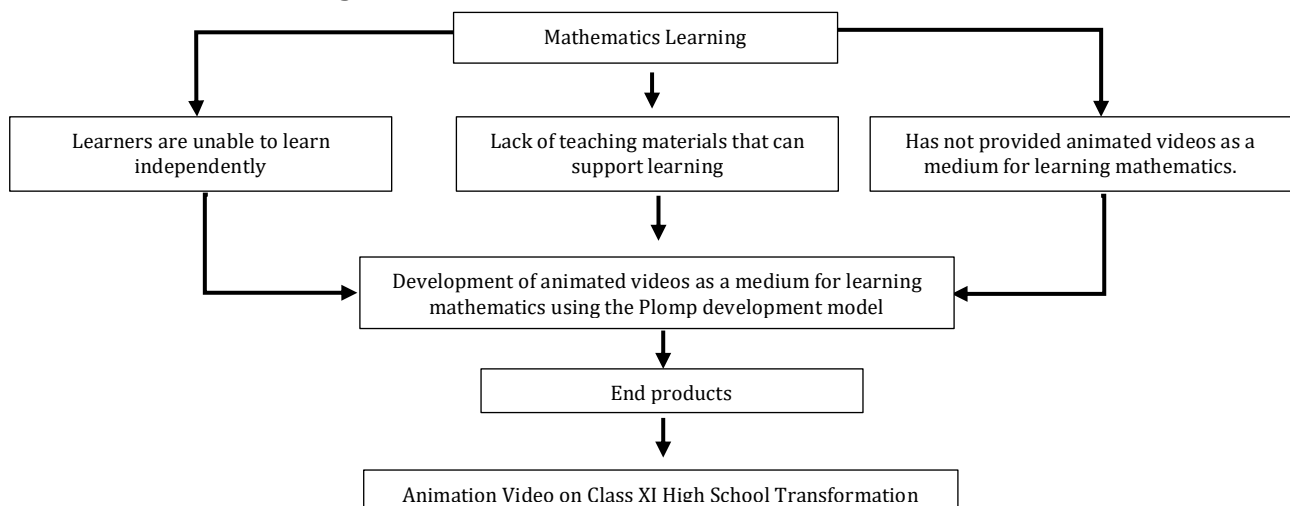 Mathematics Learning
Learners are unable to learn
independently
Lack of teaching materials that can
support learning
Has not provided animated videos as a
medium for learning mathematics.
Development of animated videos as a medium for learning
mathematics using the Plomp development model
End products
Animation Video on Class XI High School Transformation